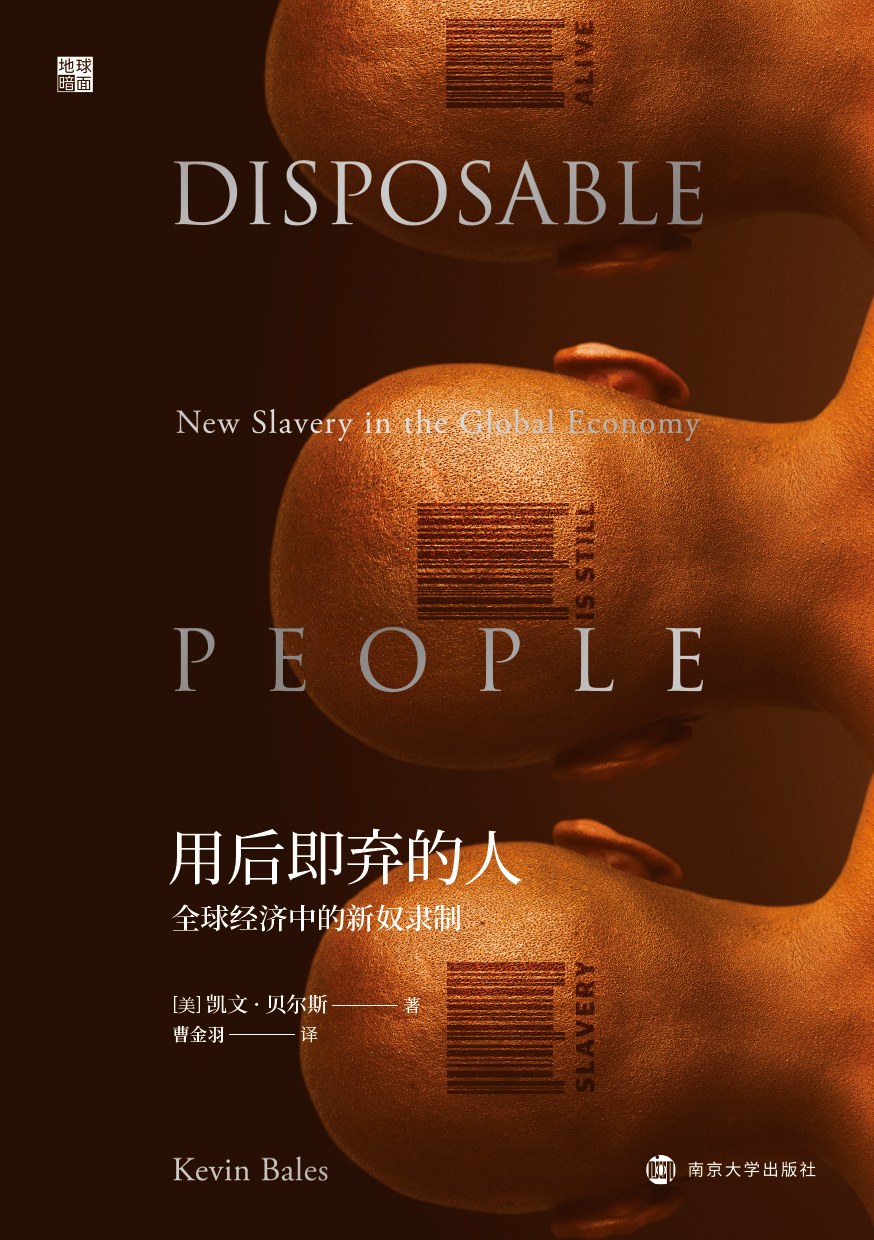 地球
暗面
ALIVE
DISPOSABLE
New Slavery in the Global Economy
IS STILL
PEOPLE
用后即弃的人
全球经济中的新奴隶制
[美] 凯文·贝尔斯——著
曹金羽——译
SLAVERY
Kevin Bales
南京大学出版社